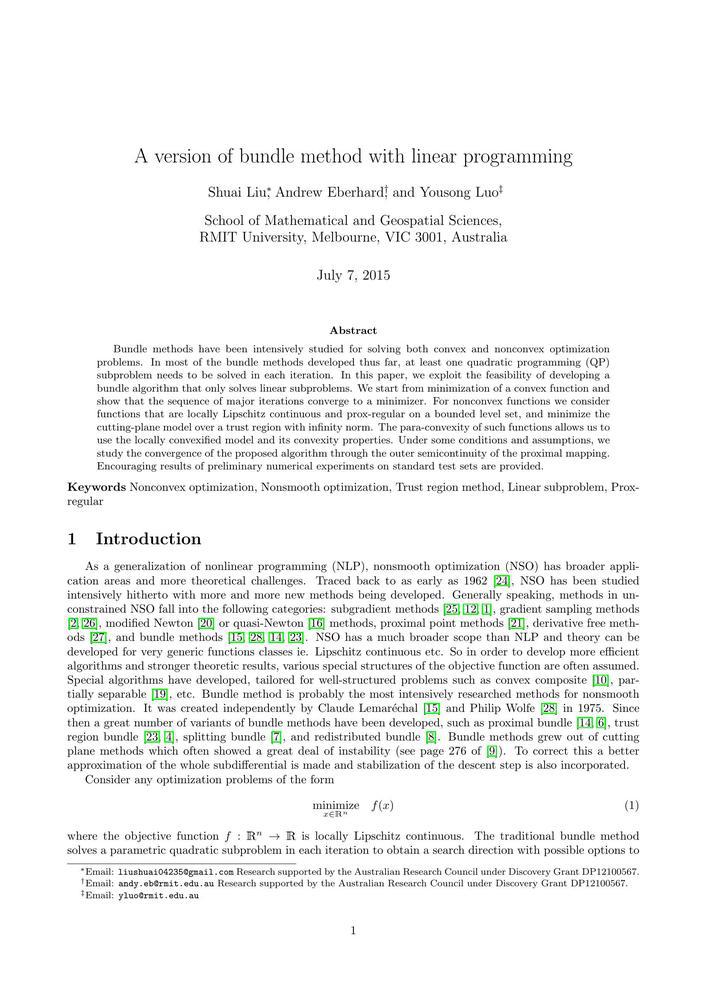 A version of bundle method with linear programming
Shuai Liu*, Andrew Eberhard†, and Yousong Luo‡
School of Mathematical and Geospatial Sciences,
RMIT University, Melbourne, VIC 3001, Australia
July 7, 2015
Abstract
Bundle methods have been intensively studied for solving both convex and nonconvex optimization
problems. In most of the bundle methods developed thus far, at least one quadratic programming (QP)
subproblem needs to be solved in each iteration. In this paper, we exploit the feasibility of developing a
bundle algorithm that only solves linear subproblems. We start from minimization of a convex function and
show that the sequence of major iterations converge to a minimizer. For nonconvex functions we consider
functions that are locally Lipschitz continuous and prox-regular on a bounded level set, and minimize the
cutting-plane model over a trust region with infinity norm. The para-convexity of such functions allows us to
use the locally convexified model and its convexity properties. Under some conditions and assumptions, we
study the convergence of the proposed algorithm through the outer semicontinuity of the proximal mapping.
Encouraging results of preliminary numerical experiments on standard test sets are provided.
Keywords Nonconvex optimization, Nonsmooth optimization, Trust region method, Linear subproblem, Prox-
regular
1 Introduction
As a generalization of nonlinear programming (NLP), nonsmooth optimization (NSO) has broader appli-
cation areas and more theoretical challenges. Traced back to as early as 1962 [24], NSO has been studied
intensively hitherto with more and more new methods being developed. Generally speaking, methods in un-
constrained NSO fall into the following categories: subgradient methods [25, 12, 1], gradient sampling methods
[2, 26], modified Newton [20] or quasi-Newton [16] methods, proximal point methods [21], derivative free meth-
ods [27], and bundle methods [15, 28, 14, 23]. NSO has a much broader scope than NLP and theory can be
developed for very generic functions classes ie. Lipschitz continuous etc. So in order to develop more efficient
algorithms and stronger theoretic results, various special structures of the objective function are often assumed.
Special algorithms have developed, tailored for well-structured problems such as convex composite [10], par-
tially separable [19], etc. Bundle method is probably the most intensively researched methods for nonsmooth
optimization. It was created independently by Claude Lemaréchal [15] and Philip Wolfe [28] in 1975. Since
then a great number of variants of bundle methods have been developed, such as proximal bundle [14, 6], trust
region bundle [23, 4], splitting bundle [7], and redistributed bundle [8]. Bundle methods grew out of cutting
plane methods which often showed a great deal of instability (see page 276 of [9]). To correct this a better
approximation of the whole subdifferential is made and stabilization of the descent step is also incorporated.
Consider any optimization problems of the form
minimize f(x) (1)
x∈ℝⁿ
where the objective function f : ℝⁿ → ℝ is locally Lipschitz continuous. The traditional bundle method
solves a parametric quadratic subproblem in each iteration to obtain a search direction with possible options to
*Email: liushuai04235@gmail.com Research supported by the Australian Research Council under Discovery Grant DP12100567.
†Email: andy.eb@rmit.edu.au Research supported by the Australian Research Council under Discovery Grant DP12100567.
‡Email: yluo@rmit.edu.au
1